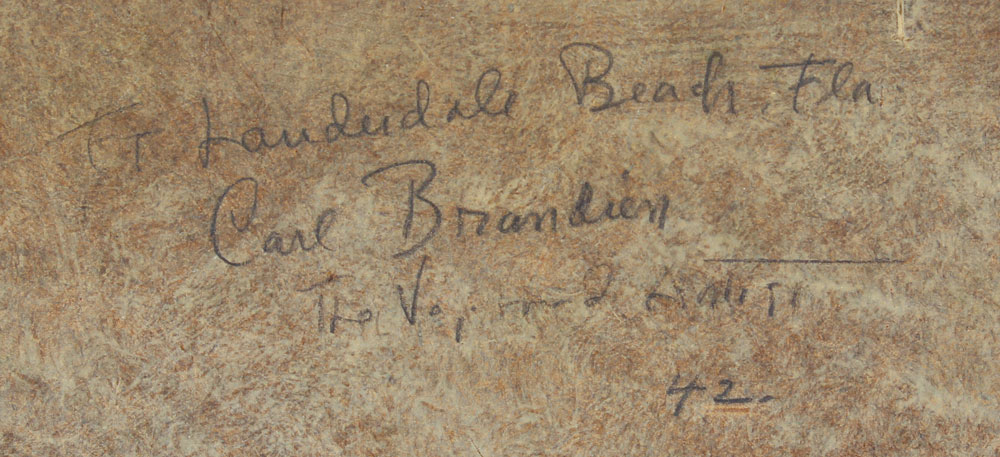 FT. Lauderdale Beach, Fla.
Carl Brandien
The
42.